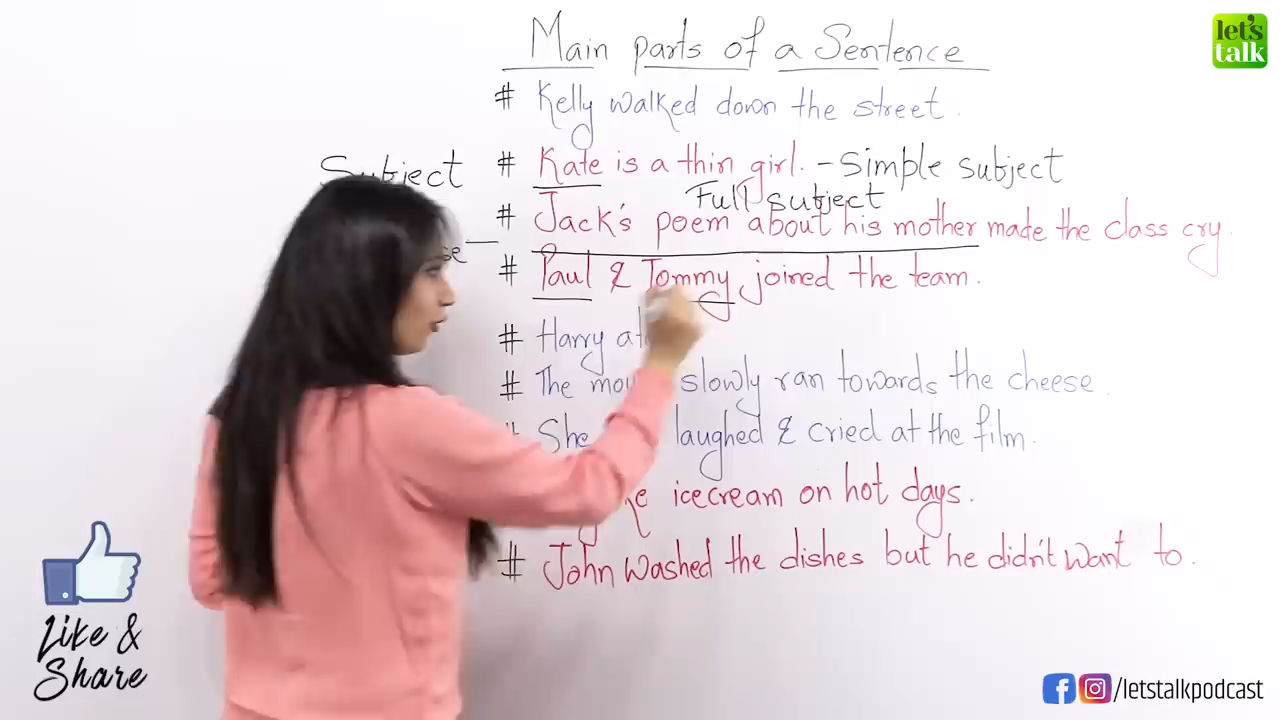 let's
talk
Main parts of a Sentence
# Kelly walked down the street.
Subject # Kate is a thin girl. - Simple subject
Full subject
# Jack's poem about his mother made the class cry.
# Paul & Tommy joined the team.
# Harry
# The slowly ran towards the cheese.
She laughed & cried at the film.
icecream on hot days.
# John washed the dishes but he didn't want to.
Like &
Share
/letstalkpodcast